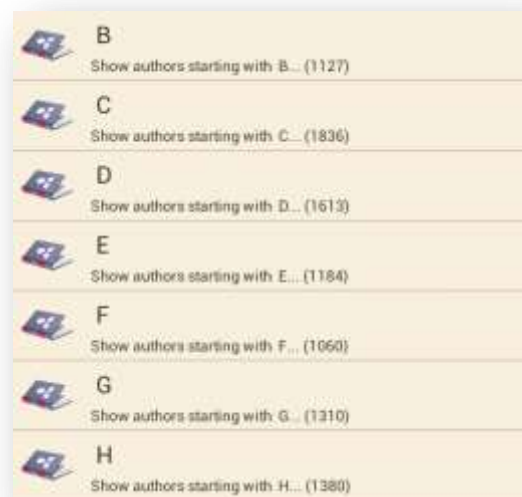 B
Show authors starting with B... (1127)
C
Show authors starting with C... (1836)
D
Show authors starting with D... (1613)
E
Show authors starting with E... (1184)
F
Show authors starting with F... (1060)
G
Show authors starting with G... (1310)
H
Show authors starting with H... (1380)